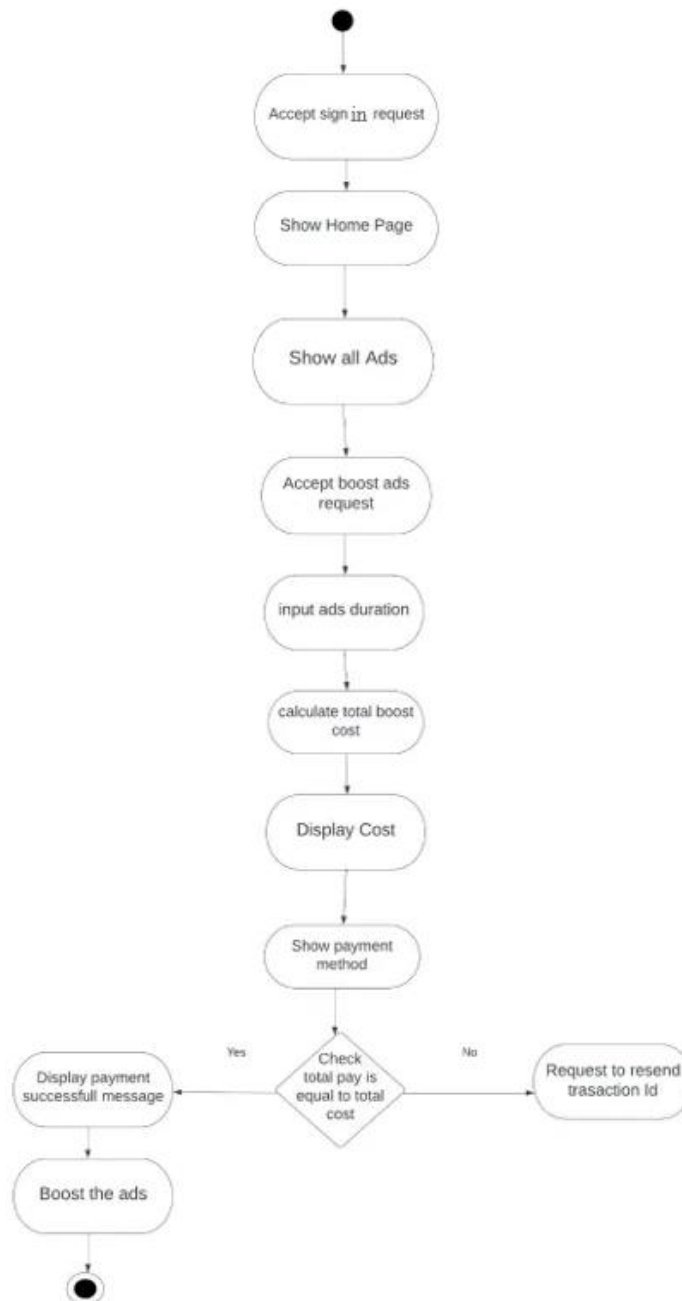 Accept sign in request
Show Home Page
Show all Ads
Accept boost ads
request
input ads duration
calculate total boost
cost
Display Cost
Show payment
method
Yes
No
Check
total pay is
equal to total
cost
Display payment
successfull message
Request to resend
trasaction Id
Boost the ads